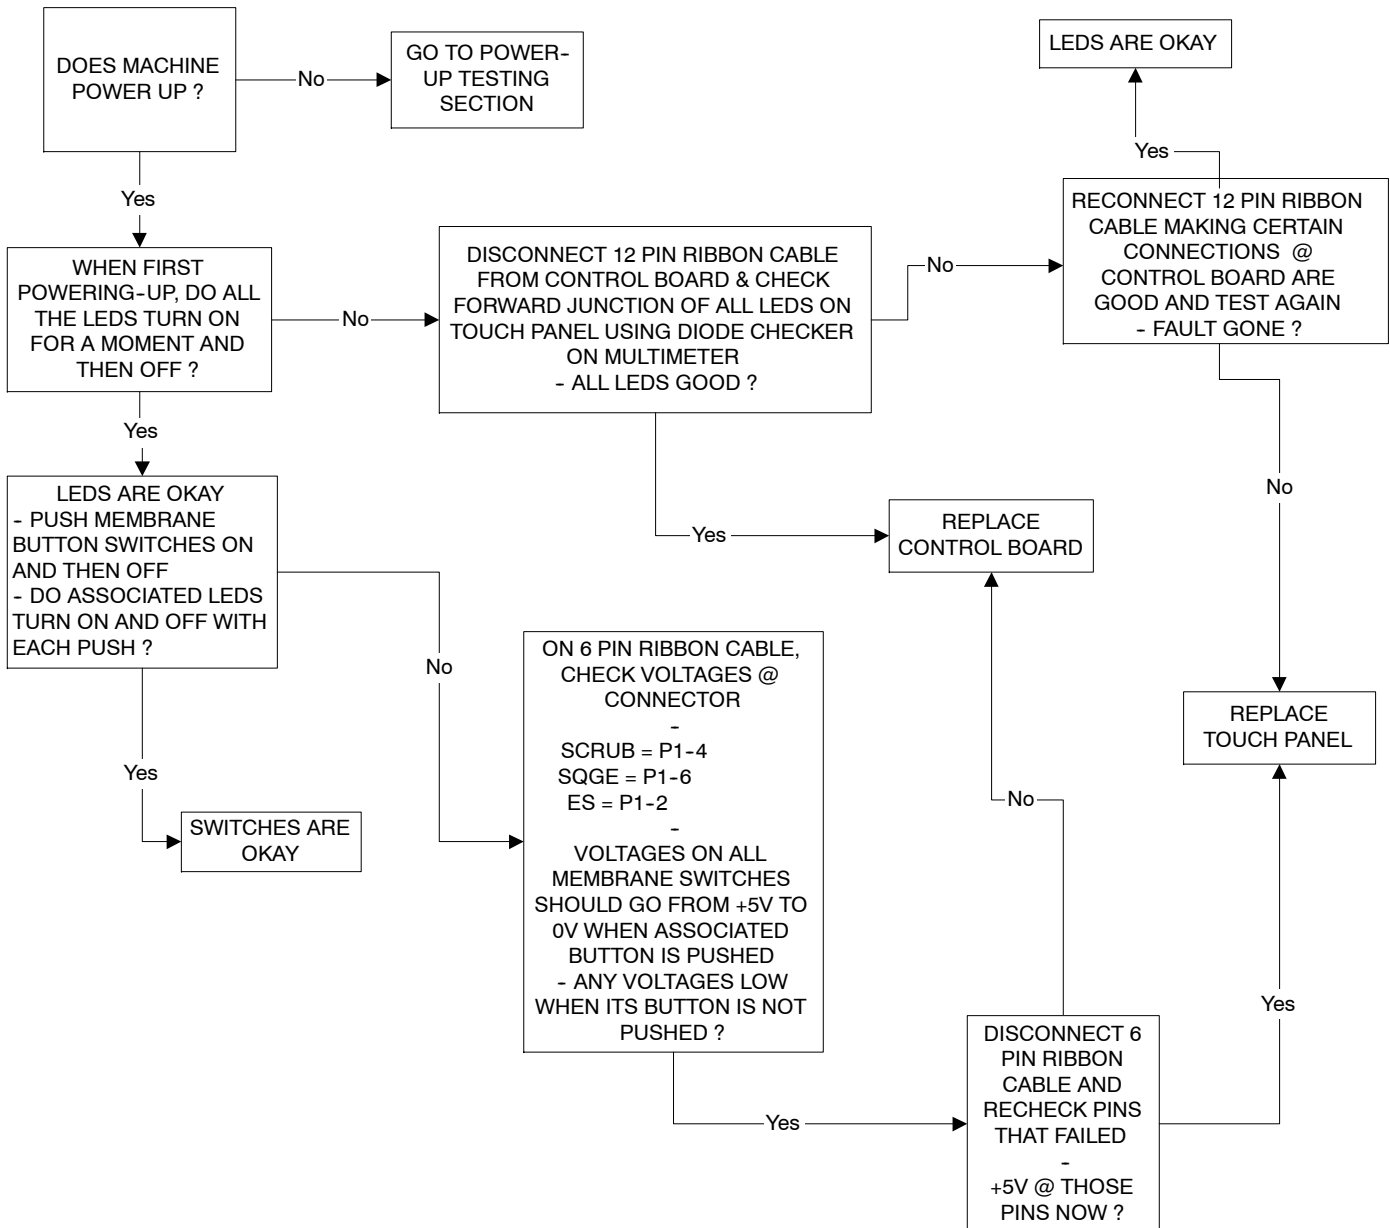 DOES MACHINE
POWER UP ?
No
GO TO POWER-
UP TESTING
SECTION
LEDS ARE OKAY
Yes
Yes
WHEN FIRST
POWERING-UP, DO ALL
THE LEDS TURN ON
FOR A MOMENT AND
THEN OFF ?
No
DISCONNECT 12 PIN RIBBON CABLE
FROM CONTROL BOARD & CHECK
FORWARD JUNCTION OF ALL LEDS ON
TOUCH PANEL USING DIODE CHECKER
ON MULTIMETER
- ALL LEDS GOOD ?
No
RECONNECT 12 PIN RIBBON
CABLE MAKING CERTAIN
CONNECTIONS @
CONTROL BOARD ARE
GOOD AND TEST AGAIN
- FAULT GONE ?
Yes
LEDS ARE OKAY
- PUSH MEMBRANE
BUTTON SWITCHES ON
AND THEN OFF
- DO ASSOCIATED LEDS
TURN ON AND OFF WITH
EACH PUSH ?
Yes
REPLACE
CONTROL BOARD
No
No
ON 6 PIN RIBBON CABLE,
CHECK VOLTAGES @
CONNECTOR
-
SCRUB = P1-4
SQGE = P1-6
ES = P1-2
-
VOLTAGES ON ALL
MEMBRANE SWITCHES
SHOULD GO FROM +5V TO
0V WHEN ASSOCIATED
BUTTON IS PUSHED
- ANY VOLTAGES LOW
WHEN ITS BUTTON IS NOT
PUSHED ?
REPLACE
TOUCH PANEL
Yes
SWITCHES ARE
OKAY
No
Yes
Yes
DISCONNECT 6
PIN RIBBON
CABLE AND
RECHECK PINS
THAT FAILED
-
+5V @ THOSE
PINS NOW ?